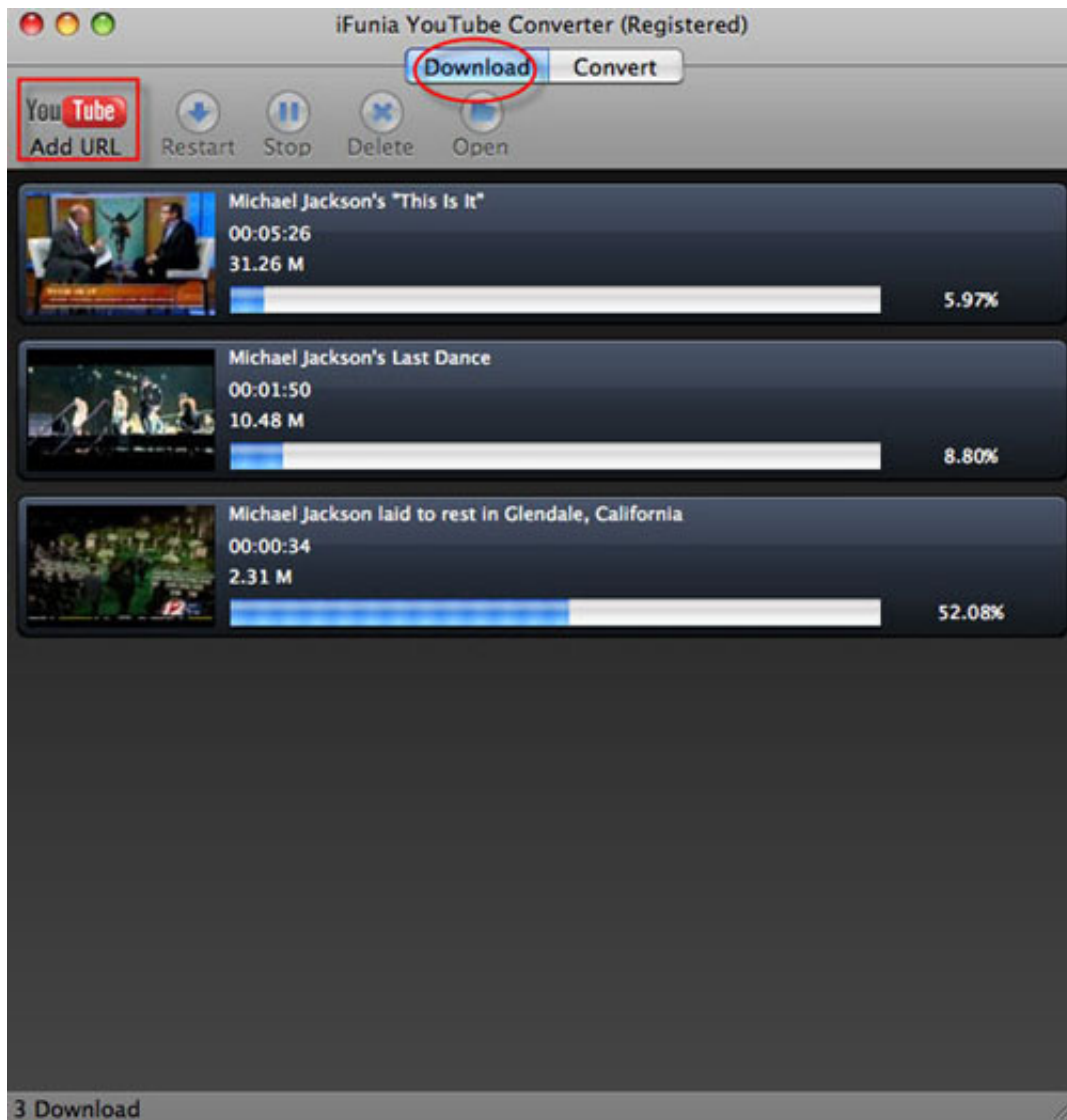 iFunia YouTube Converter (Registered)
Download Convert
YouTube
Add URL Restart Stop Delete Open
Michael Jackson's "This Is It"
00:05:26
31.26 M
5.97%
Michael Jackson's Last Dance
00:01:50
10.48 M
8.80%
Michael Jackson laid to rest in Glendale, California
00:00:34
2.31 M
52.08%
12
3 Download